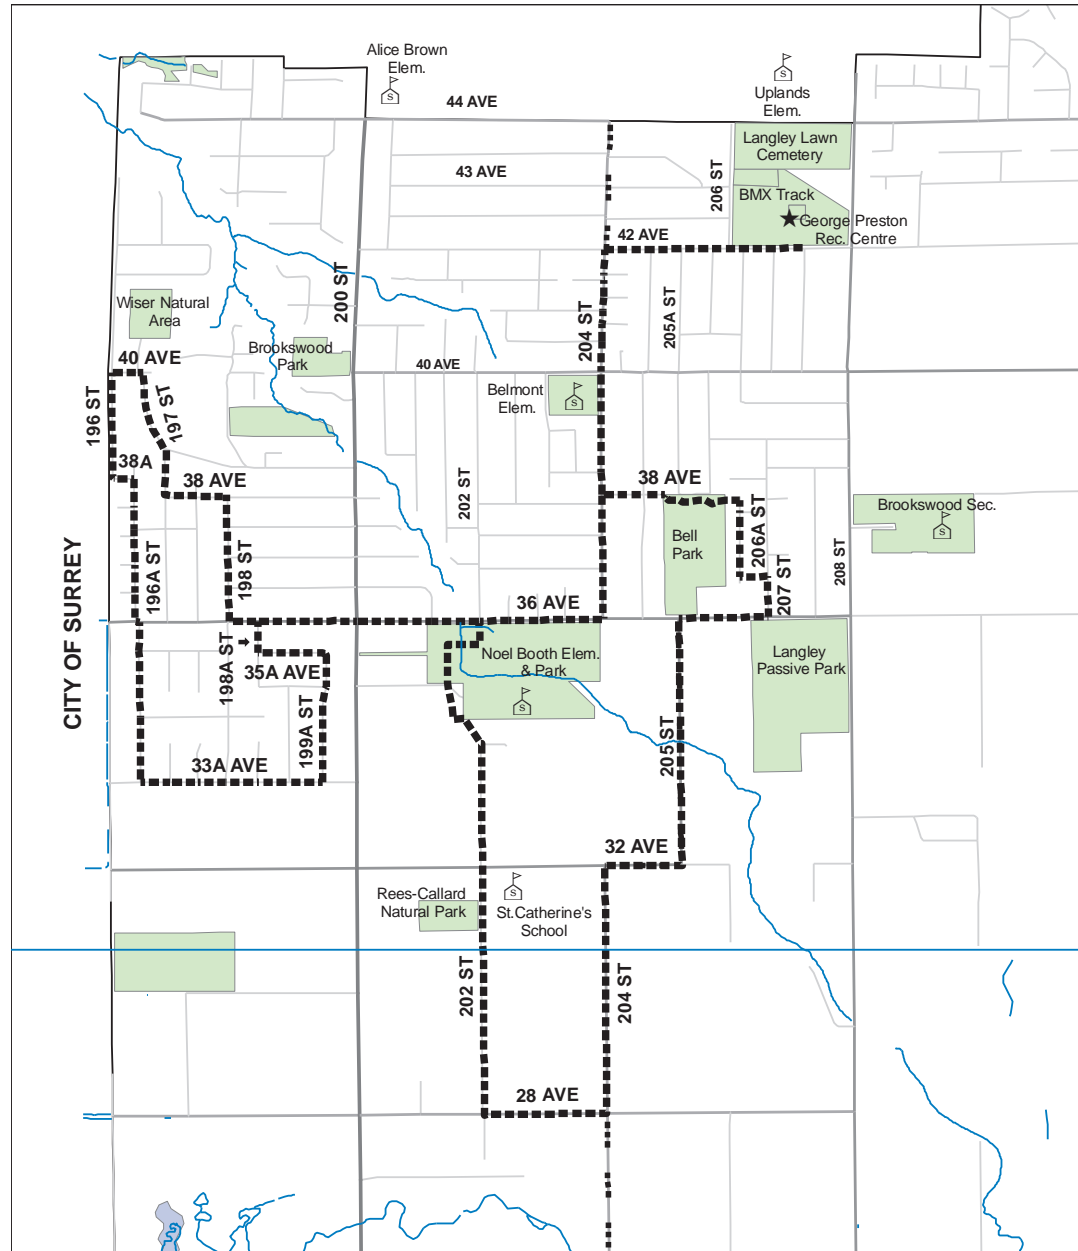 Alice Brown
Elem.
S
44 AVE
S
Uplands
Elem.
Langley Lawn
Cemetery
43 AVE
206 ST
BMX Track
George Preston
Rec. Centre
42 AVE
200 ST
Wiser Natural
Area
204 ST
205A ST
Brookswood
Park
40 AVE
40 AVE
Belmont
Elem.
S
196 ST
197 ST
38A
38 AVE
202 ST
38 AVE
Brookswood Sec.
S
Bell
Park
206A ST
208 ST
CITY OF SURREY
196A ST
198 ST
207 ST
36 AVE
198A ST
35A AVE
Noel Booth Elem.
& Park
S
Langley
Passive Park
199A ST
205 ST
33A AVE
32 AVE
S
Rees-Callard
Natural Park
St.Catherine's
School
202 ST
204 ST
28 AVE